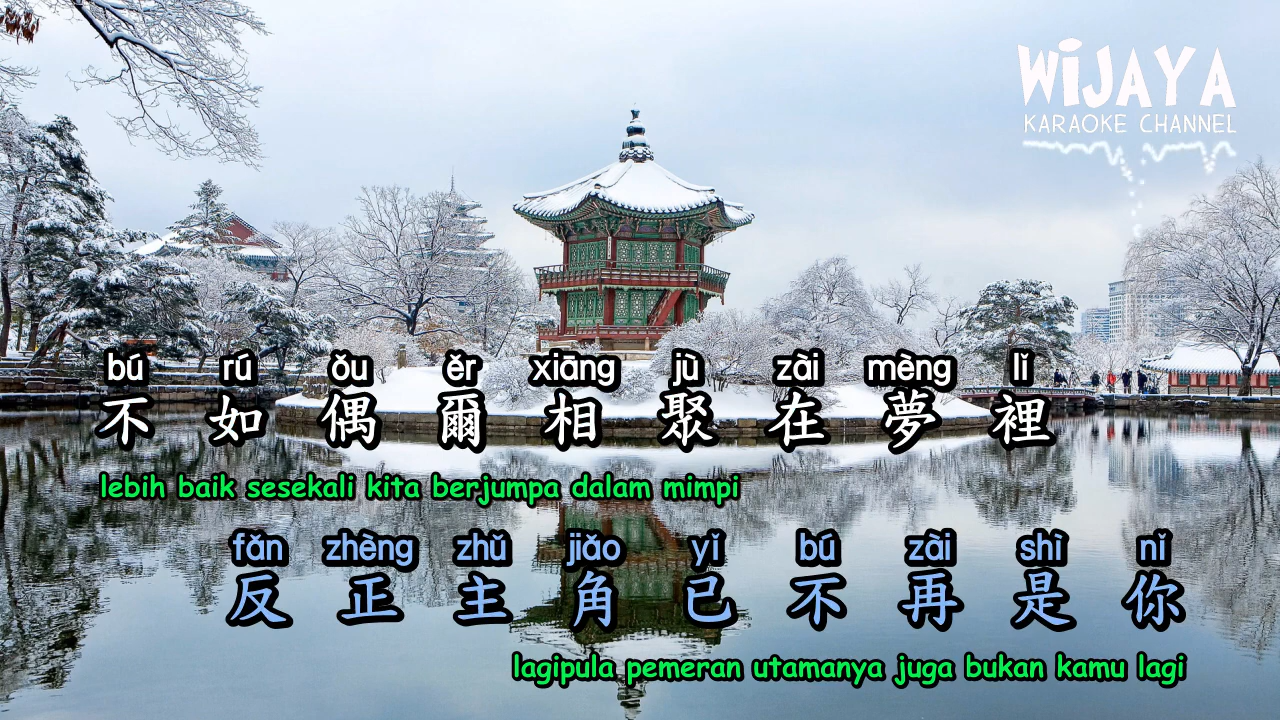 WiJAYA
KARAOKE CHANNEL
bú rú ǒu ěr xiāng jù zài mèng lǐ
不如偶爾相聚在夢裡
lebih baik sesekali kita berjumpa dalam mimpi
fǎn zhèng zhǔ jiǎo yǐ bú zài shì nǐ
反正主角已不再是你
lagipula pemeran utamanya juga bukan kamu lagi